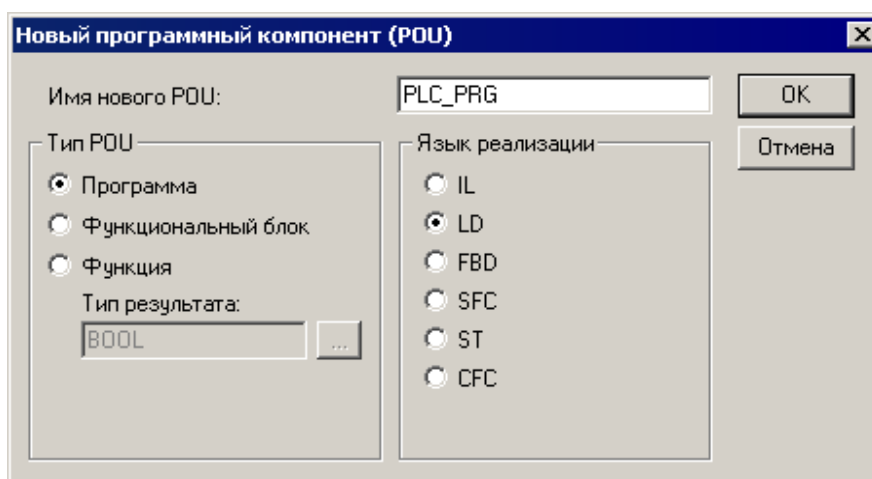 Новый программный компонент (POU)
Имя нового POU:
PLC_PRG
OK
Отмена
Тип POU
Программа
Функциональный блок
Функция
Тип результата:
BOOL
...
Язык реализации
IL
LD
FBD
SFC
ST
CFC